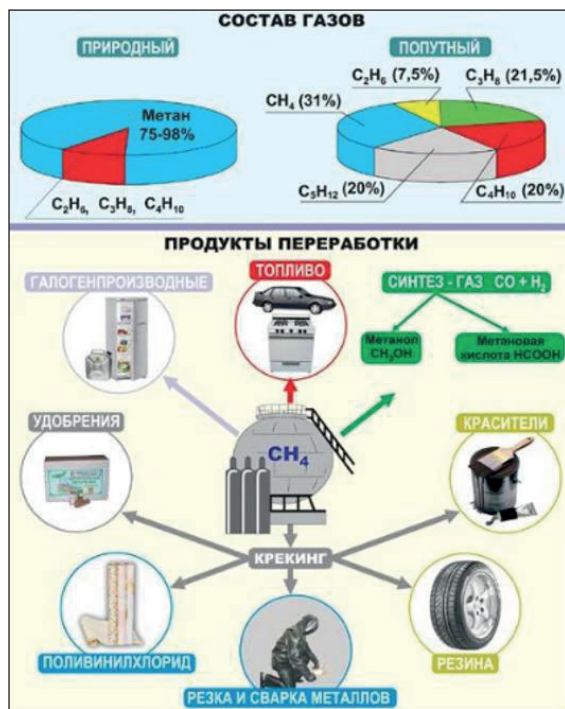 СОСТАВ ГАЗОВ
ПРИРОДНЫЙ
ПОПУТНЫЙ
Метан
75-98%
C₂H₆, C₃H₈, C₄H₁₀
C₂H₆ (7,5%)
C₃H₈ (21,5%)
CH₄ (31%)
C₅H₁₂ (20%)
C₄H₁₀ (20%)
ПРОДУКТЫ ПЕРЕРАБОТКИ
ГАЛОГЕНПРОИЗВОДНЫЕ
ТОПЛИВО
СИНТЕЗ - ГАЗ CO + H₂
Метанол
CH₃OH
Метановая
кислота HCOOH
УДОБРЕНИЯ
CH₄
КРАСИТЕЛИ
КРЕКИНГ
ПОЛИВИНИЛХЛОРИД
РЕЗИНА
РЕЗКА И СВАРКА МЕТАЛЛОВ